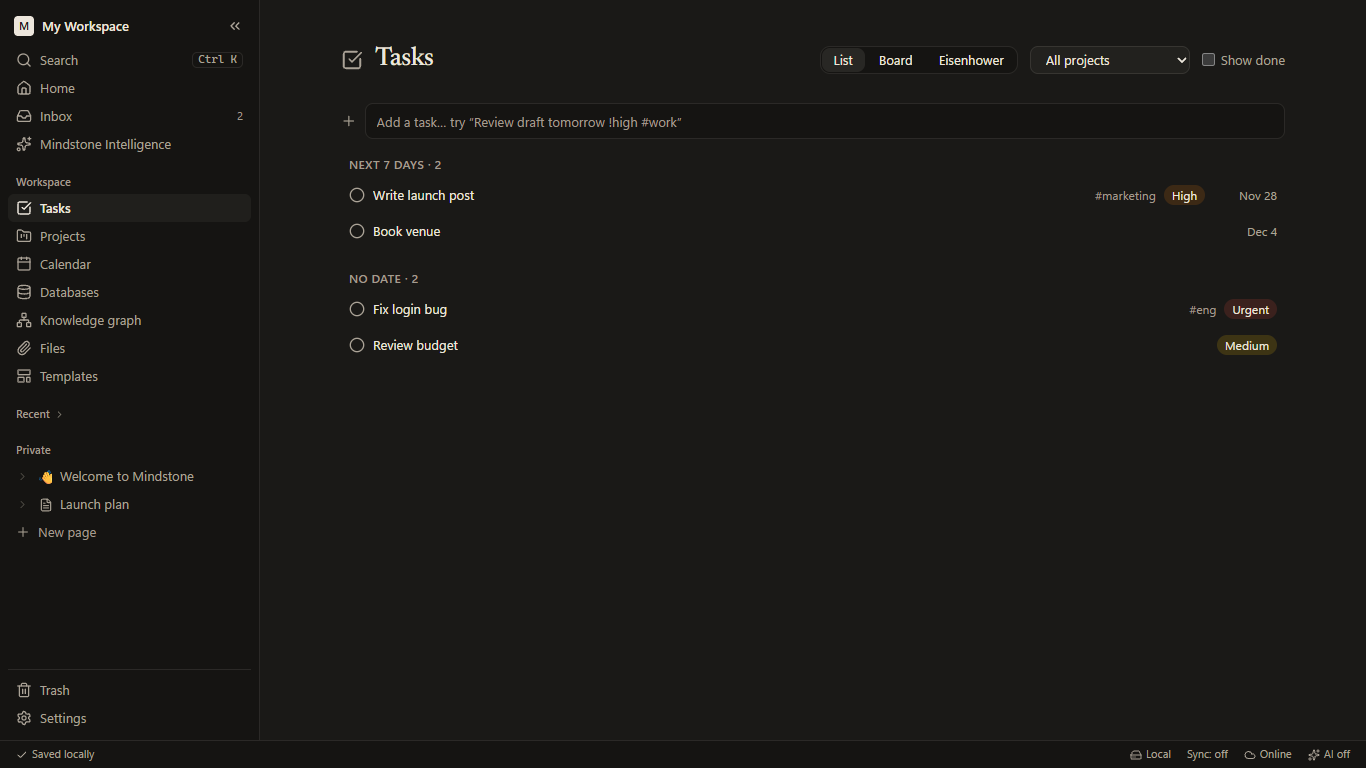 M My Workspace
Search Ctrl K
Home
Inbox 2
Mindstone Intelligence
Workspace
Tasks
Projects
Calendar
Databases
Knowledge graph
Files
Templates
Recent
Private
Welcome to Mindstone
Launch plan
New page
Trash
Settings
Tasks
List Board Eisenhower All projects Show done
Add a task... try "Review draft tomorrow !high #work"
NEXT 7 DAYS · 2
Write launch post #marketing High Nov 28
Book venue Dec 4
NO DATE · 2
Fix login bug #eng Urgent
Review budget Medium
Saved locally Local Sync: off Online AI off